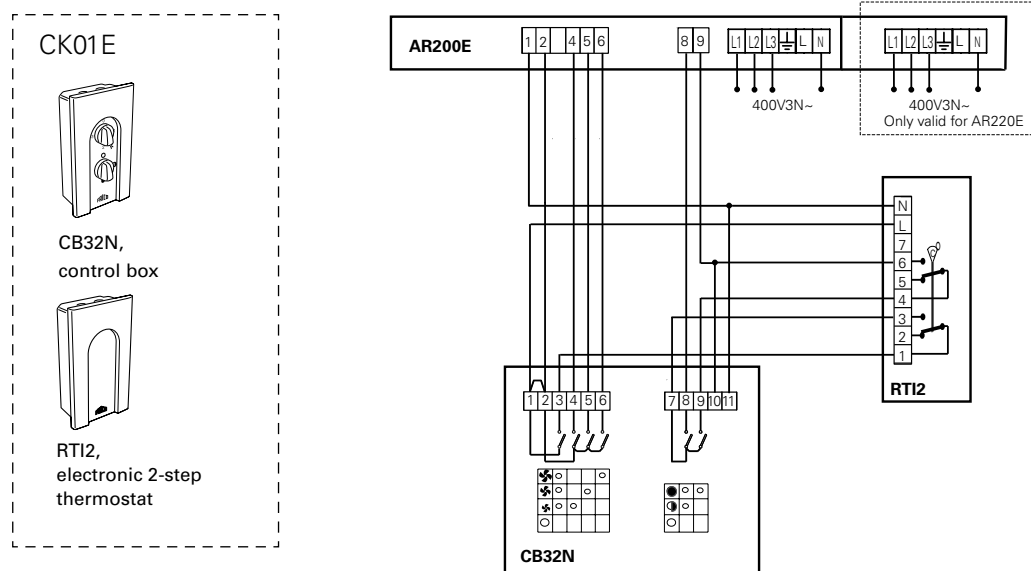 CK01E
CB32N,
control box
RTI2,
electronic 2-step
thermostat
AR200E
1 2 4 5 6
8 9
L1 L2 L3 L N
L1 L2 L3 L N
400V3N~
400V3N~
Only valid for AR220E
N
L
7
6
5
4
3
2
1
RTI2
1 2 3 4 5 6
7 8 9 10 11
CB32N